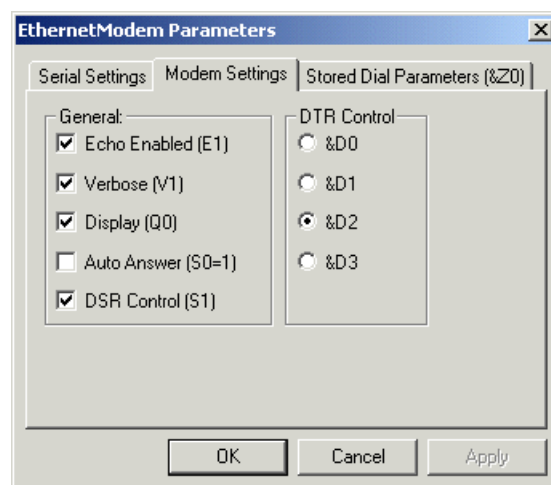 EthernetModem Parameters
Serial Settings
Modem Settings
Stored Dial Parameters (&Z0)
General:
Echo Enabled (E1)
Verbose (V1)
Display (Q0)
Auto Answer (S0=1)
DSR Control (S1)
DTR Control
&D0
&D1
&D2
&D3
OK
Cancel
Apply